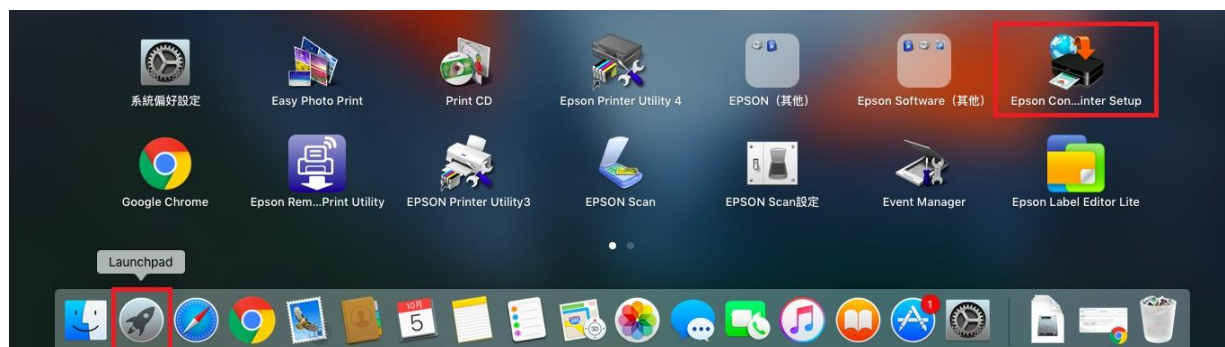 系統偏好設定
Easy Photo Print
Print CD
Epson Printer Utility 4
EPSON（其他）
Epson Software（其他）
Epson Con...inter Setup
Google Chrome
Epson Rem...Print Utility
EPSON Printer Utility3
EPSON Scan
EPSON Scan設定
Event Manager
Epson Label Editor Lite
Launchpad
10月
5
3D
1